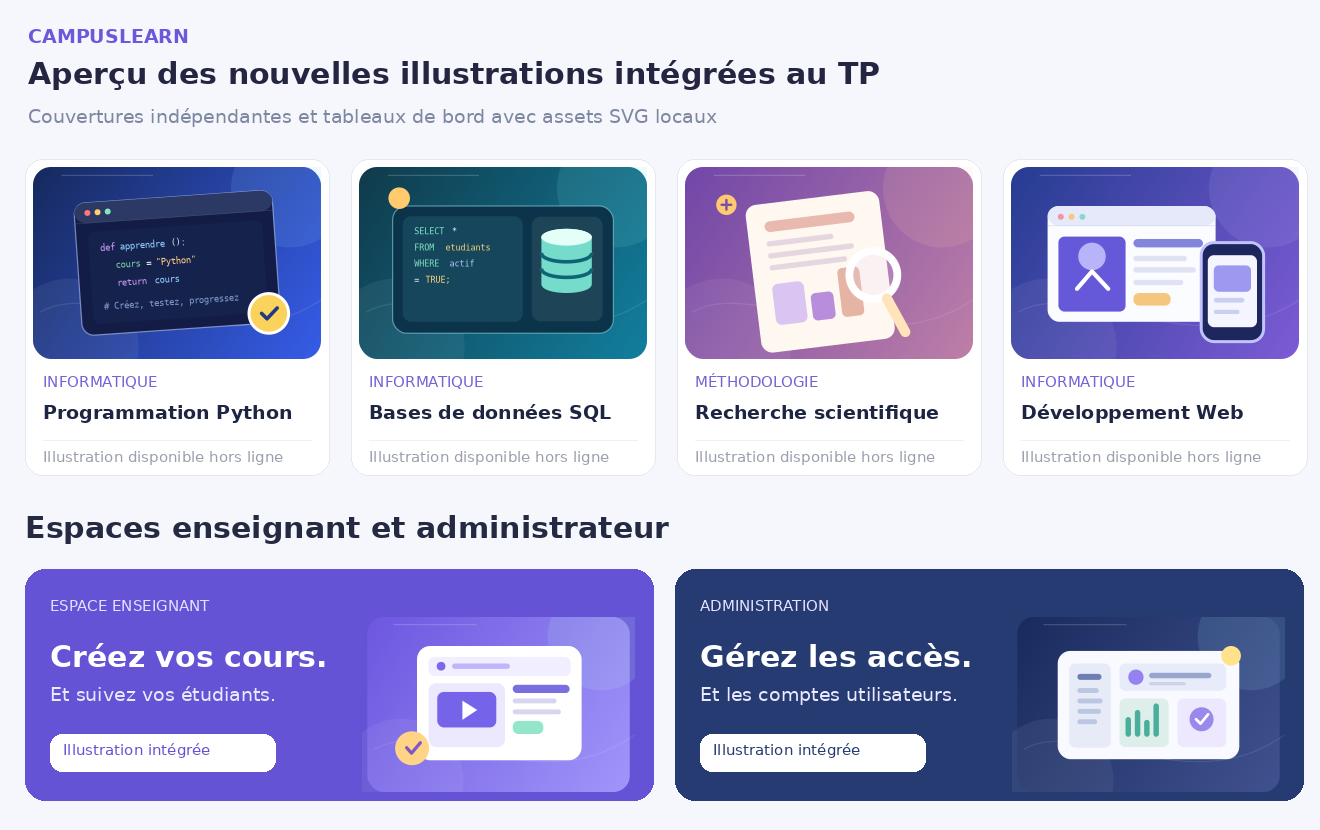 CAMPUSLEARN
Aperçu des nouvelles illustrations intégrées au TP
Couvertures indépendantes et tableaux de bord avec assets SVG locaux
def apprendre ():
cours = "Python"
return cours
# Créez, testez, progressez
INFORMATIQUE
Programmation Python
Illustration disponible hors ligne
SELECT *
FROM etudiants
WHERE actif
= TRUE;
INFORMATIQUE
Bases de données SQL
Illustration disponible hors ligne
MÉTHODOLOGIE
Recherche scientifique
Illustration disponible hors ligne
INFORMATIQUE
Développement Web
Illustration disponible hors ligne
Espaces enseignant et administrateur
ESPACE ENSEIGNANT
Créez vos cours.
Et suivez vos étudiants.
Illustration intégrée
ADMINISTRATION
Gérez les accès.
Et les comptes utilisateurs.
Illustration intégrée